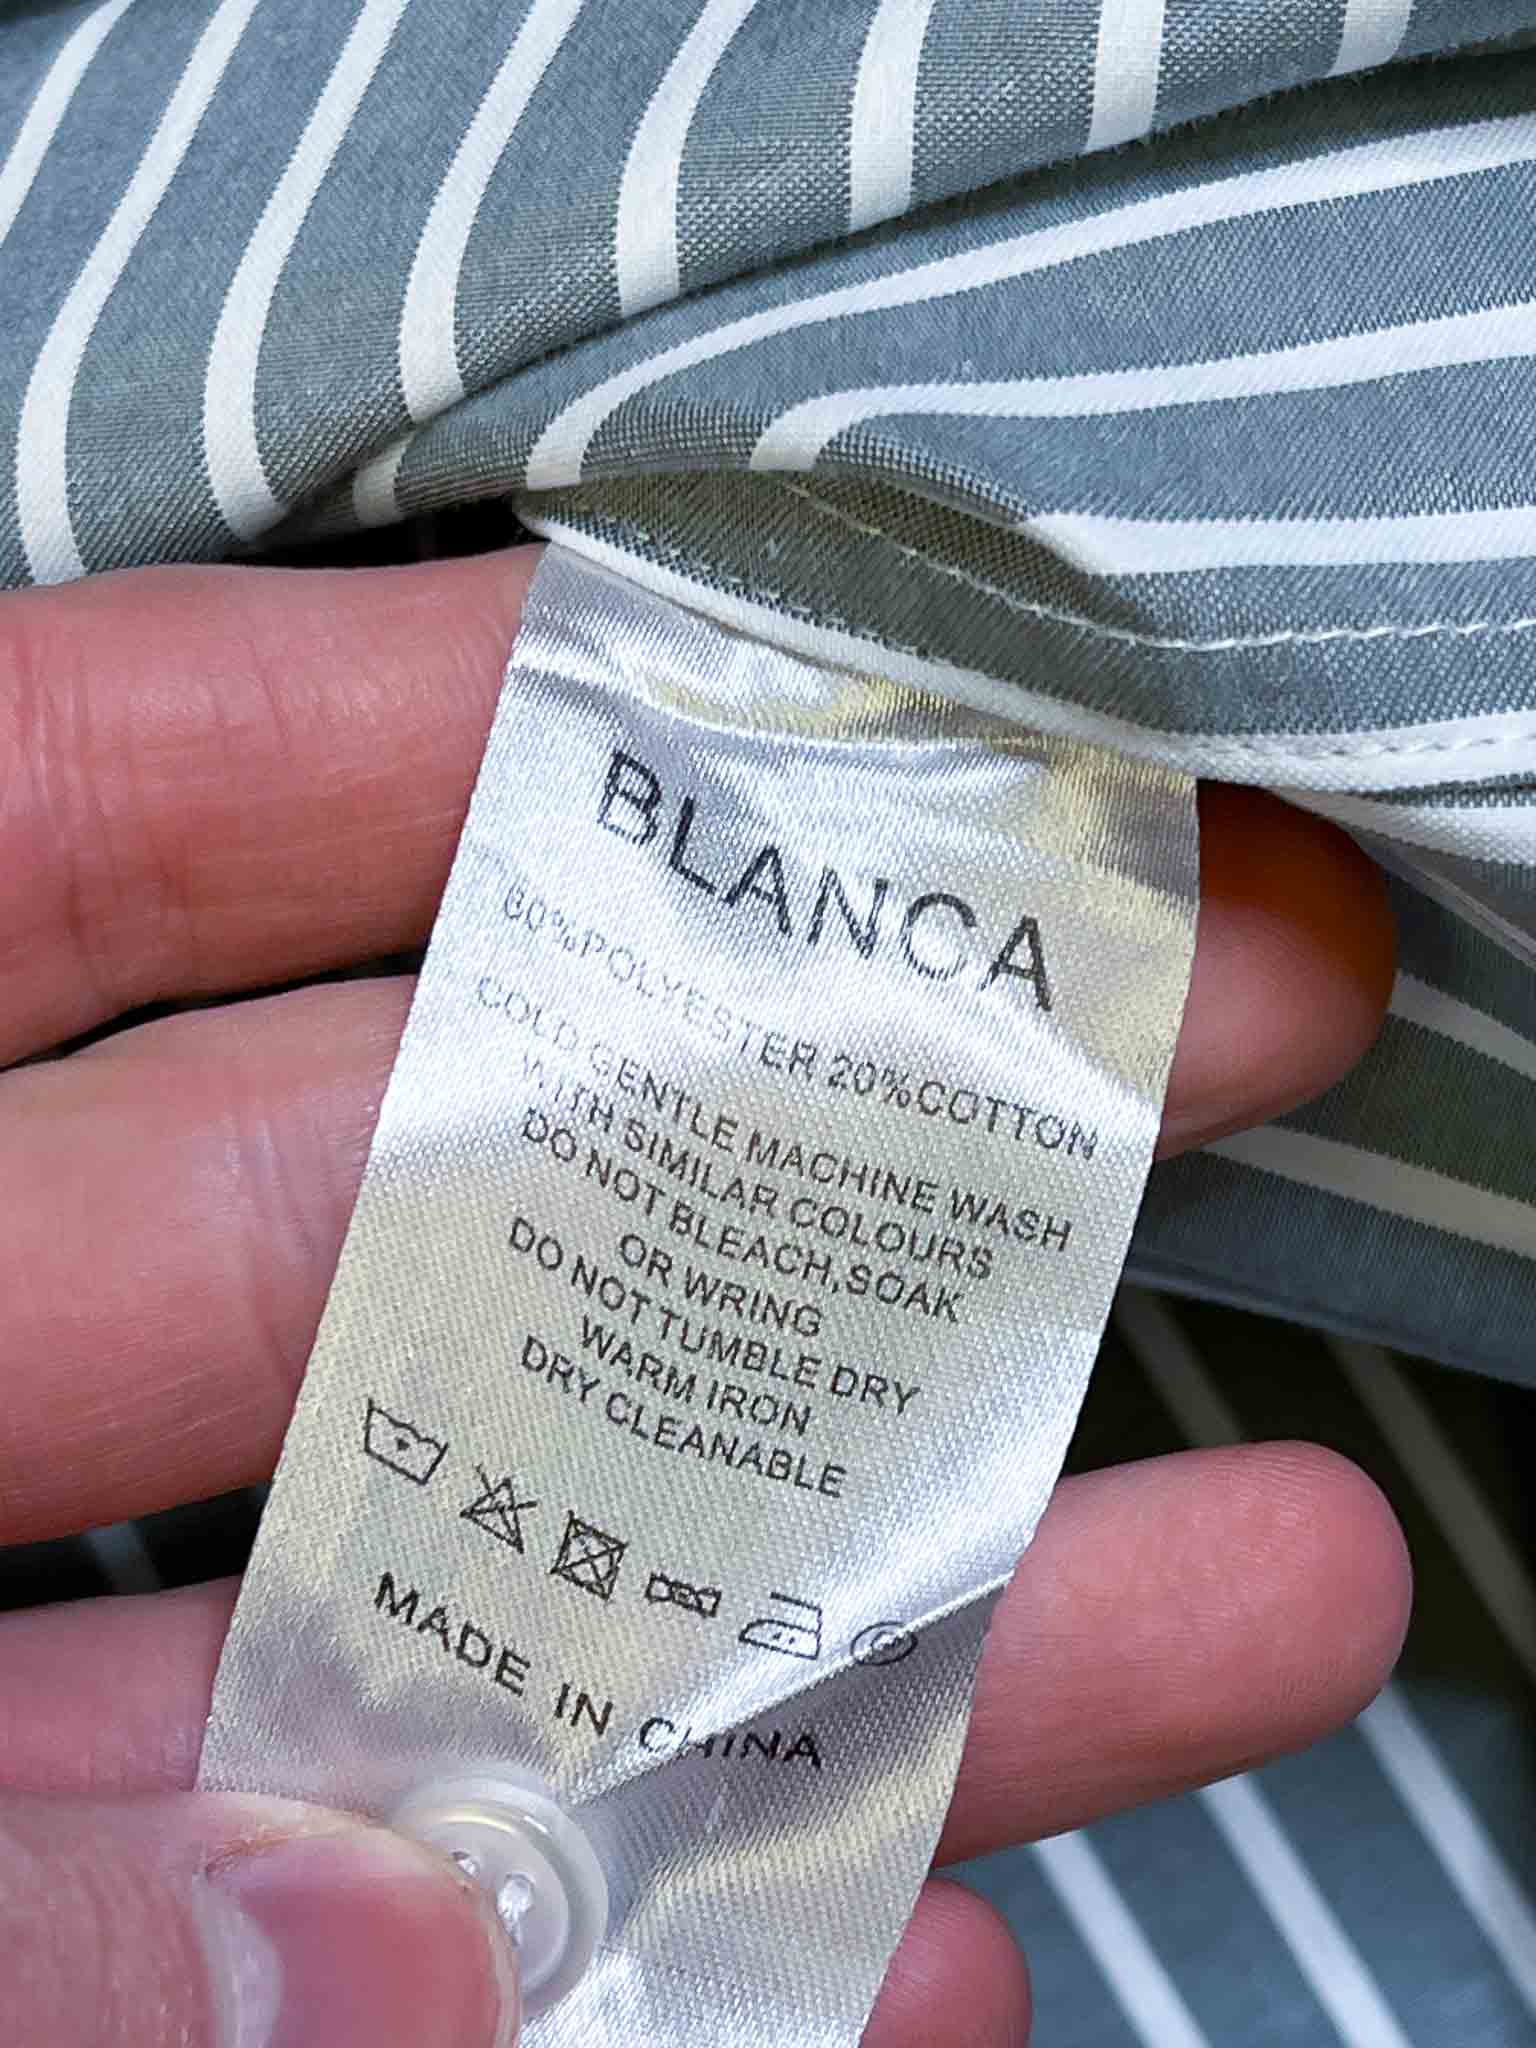 BLANCA
80%POLYESTER 20%COTTON
COLD GENTLE MACHINE WASH
WITH SIMILAR COLOURS
DO NOT BLEACH,SOAK
OR WRING
DO NOT TUMBLE DRY
WARM IRON
DRY CLEANABLE
MADE IN CHINA